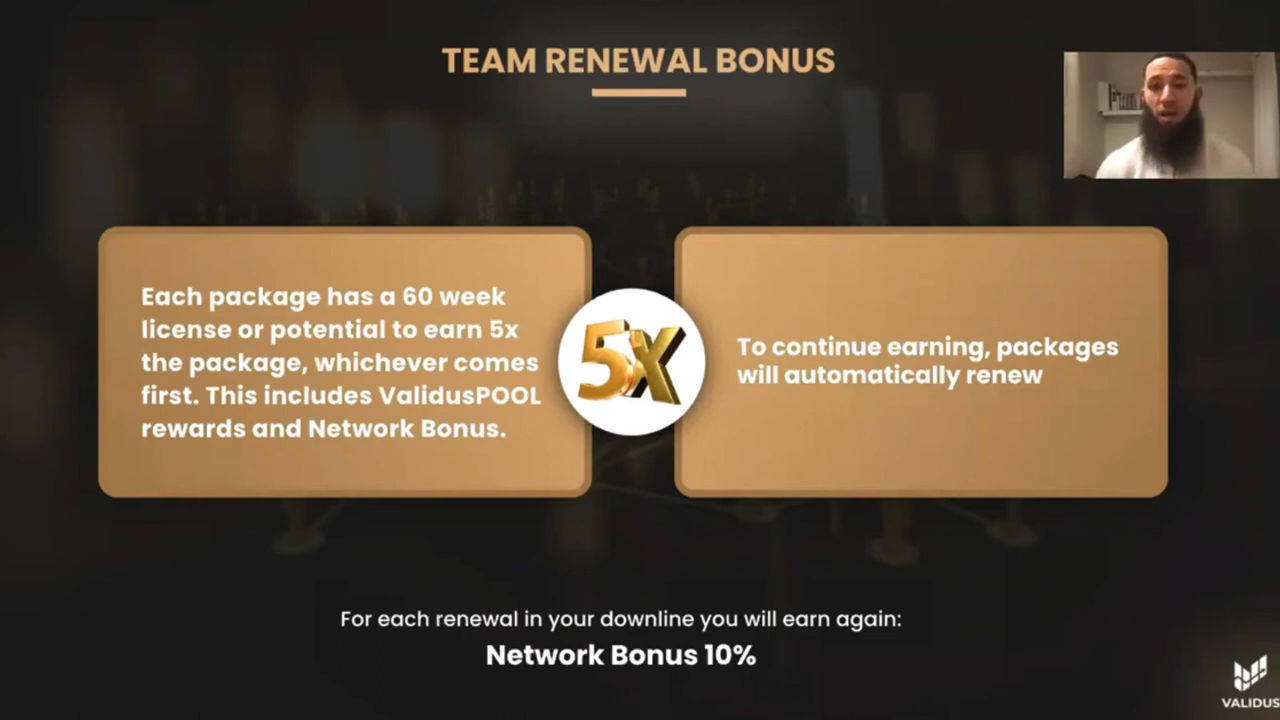 TEAM RENEWAL BONUS
Each package has a 60 week
license or potential to earn 5x
the package, whichever comes
first. This includes ValidusPOOL
rewards and Network Bonus.
5X
To continue earning, packages
will automatically renew
For each renewal in your downline you will earn again:
Network Bonus 10%
VALIDUS